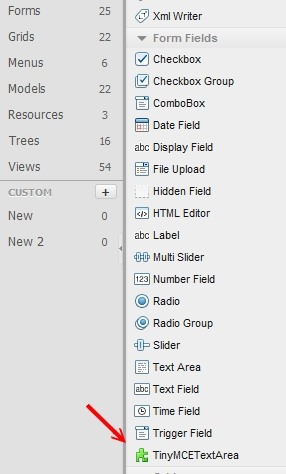 Forms 25
Grids 22
Menus 6
Models 22
Resources 3
Trees 16
Views 54
CUSTOM +
New 0
New 2 0
Xml Writer
Form Fields
Checkbox
Checkbox Group
ComboBox
Date Field
abc Display Field
File Upload
Hidden Field
HTML Editor
abc Label
Multi Slider
123 Number Field
Radio
Radio Group
Slider
Text Area
abc Text Field
Time Field
Trigger Field
TinyMCETextArea